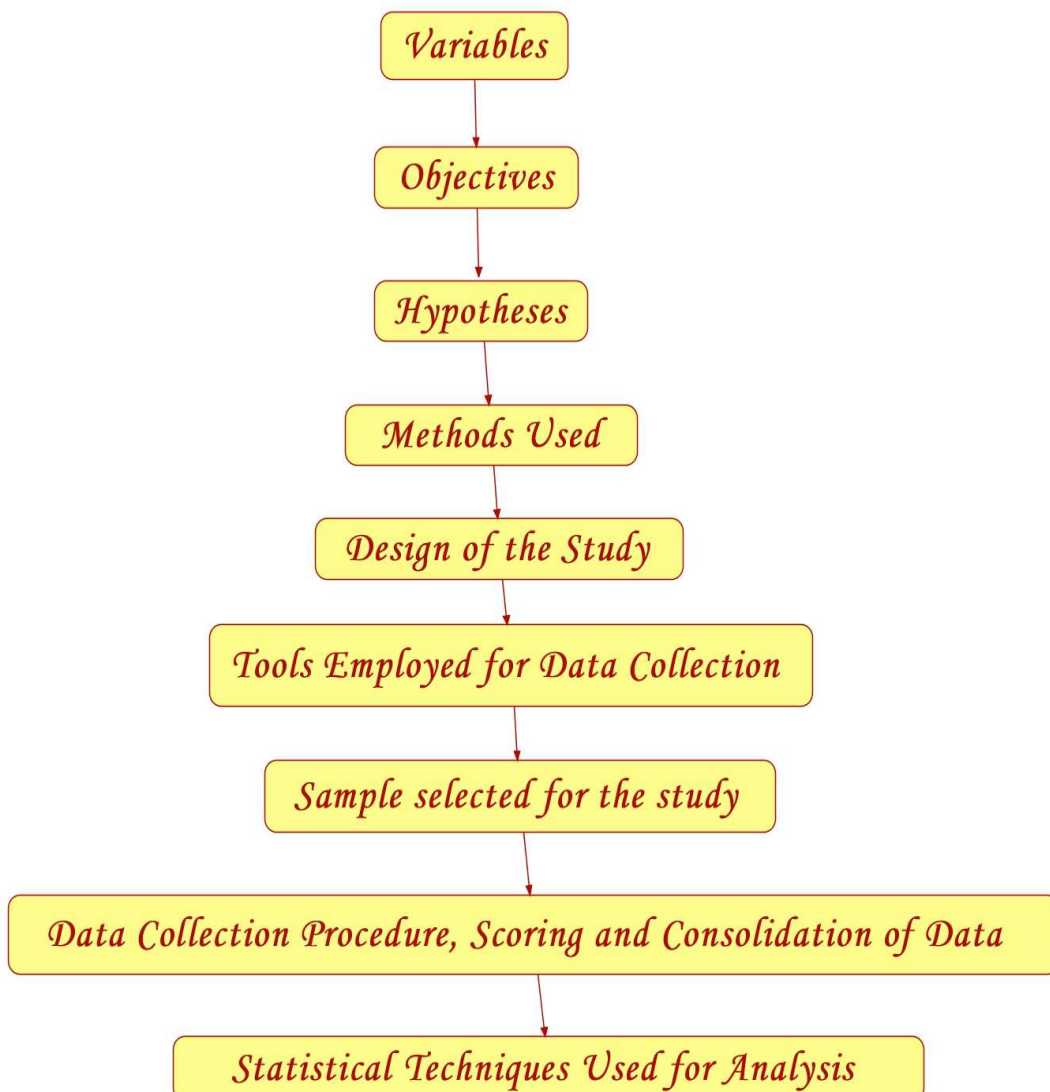 Variables
Objectives
Hypotheses
Methods Used
Design of the Study
Tools Employed for Data Collection
Sample selected for the study
Data Collection Procedure, Scoring and Consolidation of Data
Statistical Techniques Used for Analysis